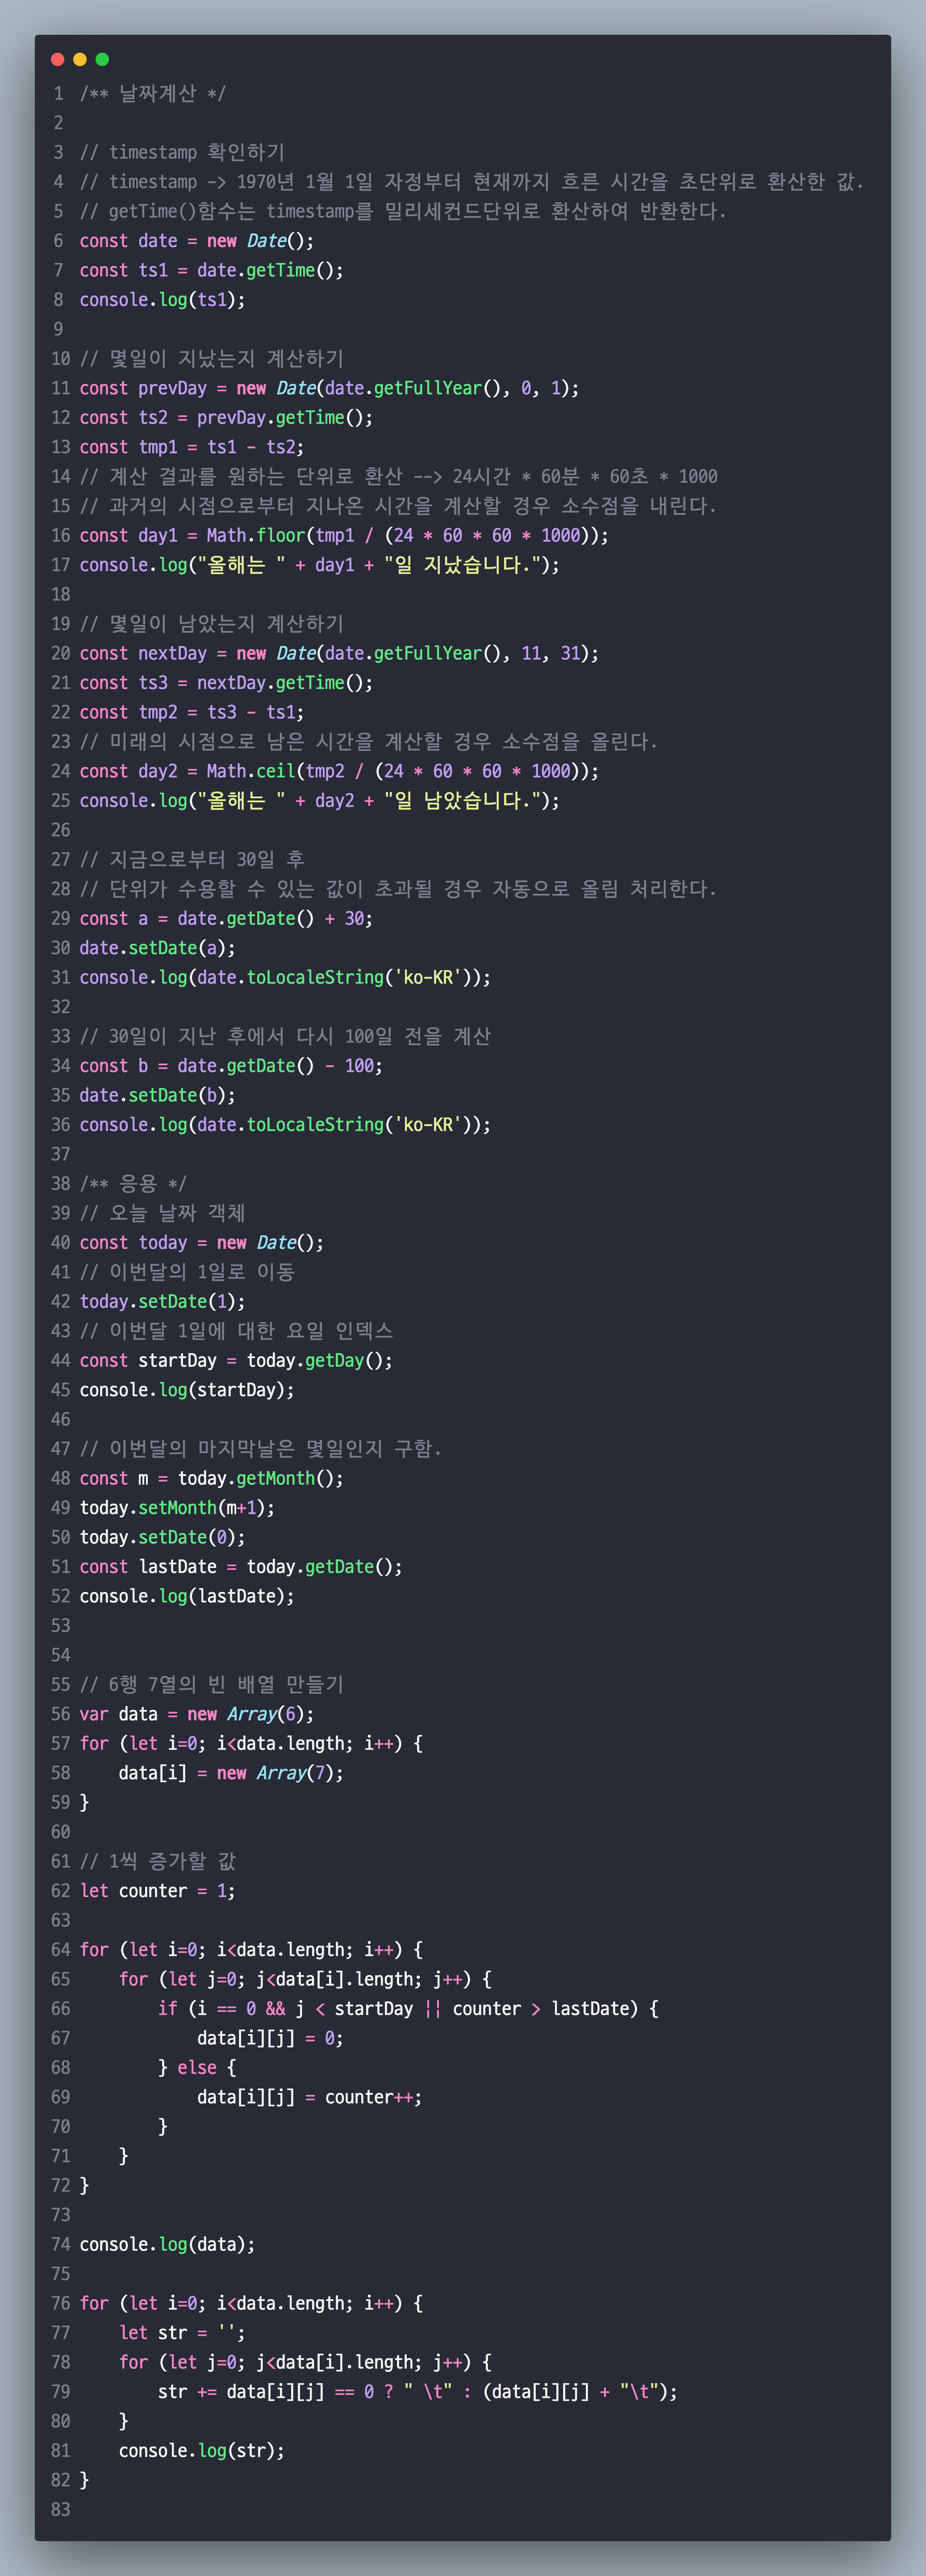 1 /** 날짜계산 */
2
3 // timestamp 확인하기
4 // timestamp -> 1970년 1월 1일 자정부터 현재까지 흐른 시간을 초단위로 환산한 값.
5 // getTime()함수는 timestamp를 밀리세컨드단위로 환산하여 반환한다.
6 const date = new Date();
7 const ts1 = date.getTime();
8 console.log(ts1);
9
10 // 몇일이 지났는지 계산하기
11 const prevDay = new Date(date.getFullYear(), 0, 1);
12 const ts2 = prevDay.getTime();
13 const tmp1 = ts1 - ts2;
14 // 계산 결과를 원하는 단위로 환산 --> 24시간 * 60분 * 60초 * 1000
15 // 과거의 시점으로부터 지나온 시간을 계산할 경우 소수점을 내린다.
16 const day1 = Math.floor(tmp1 / (24 * 60 * 60 * 1000));
17 console.log("올해는 " + day1 + "일 지났습니다.");
18
19 // 몇일이 남았는지 계산하기
20 const nextDay = new Date(date.getFullYear(), 11, 31);
21 const ts3 = nextDay.getTime();
22 const tmp2 = ts3 - ts1;
23 // 미래의 시점으로 남은 시간을 계산할 경우 소수점을 올린다.
24 const day2 = Math.ceil(tmp2 / (24 * 60 * 60 * 1000));
25 console.log("올해는 " + day2 + "일 남았습니다.");
26
27 // 지금으로부터 30일 후
28 // 단위가 수용할 수 있는 값이 초과될 경우 자동으로 올림 처리한다.
29 const a = date.getDate() + 30;
30 date.setDate(a);
31 console.log(date.toLocaleString('ko-KR'));
32
33 // 30일이 지난 후에서 다시 100일 전을 계산
34 const b = date.getDate() - 100;
35 date.setDate(b);
36 console.log(date.toLocaleString('ko-KR'));
37
38 /** 응용 */
39 // 오늘 날짜 객체
40 const today = new Date();
41 // 이번달의 1일로 이동
42 today.setDate(1);
43 // 이번달 1일에 대한 요일 인덱스
44 const startDay = today.getDay();
45 console.log(startDay);
46
47 // 이번달의 마지막날은 몇일인지 구함.
48 const m = today.getMonth();
49 today.setMonth(m+1);
50 today.setDate(0);
51 const lastDate = today.getDate();
52 console.log(lastDate);
53
54
55 // 6행 7열의 빈 배열 만들기
56 var data = new Array(6);
57 for (let i=0; i<data.length; i++) {
58     data[i] = new Array(7);
59 }
60
61 // 1씩 증가할 값
62 let counter = 1;
63
64 for (let i=0; i<data.length; i++) {
65     for (let j=0; j<data[i].length; j++) {
66         if (i == 0 && j < startDay || counter > lastDate) {
67             data[i][j] = 0;
68         } else {
69             data[i][j] = counter++;
70         }
71     }
72 }
73
74 console.log(data);
75
76 for (let i=0; i<data.length; i++) {
77     let str = '';
78     for (let j=0; j<data[i].length; j++) {
79         str += data[i][j] == 0 ? " \t" : (data[i][j] + "\t");
80     }
81     console.log(str);
82 }
83